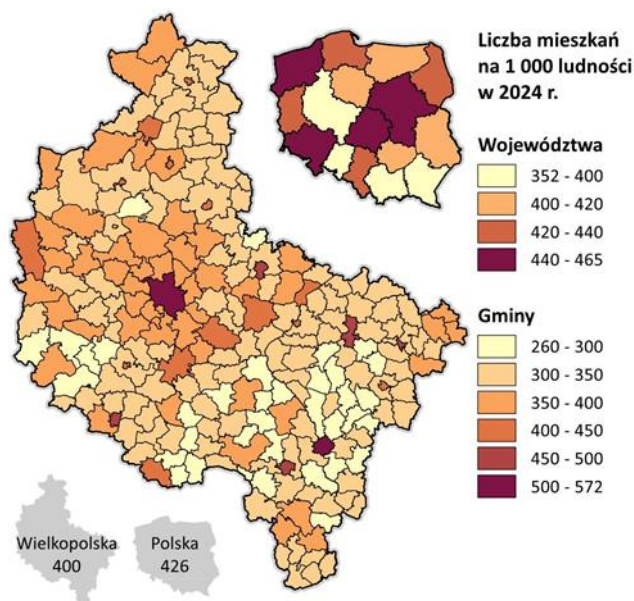 Liczba mieszkań
na 1 000 ludności
w 2024 r.
Województwa
352 - 400
400 - 420
420 - 440
440 - 465
Gminy
260 - 300
300 - 350
350 - 400
400 - 450
450 - 500
500 - 572
Wielkopolska
400
Polska
426